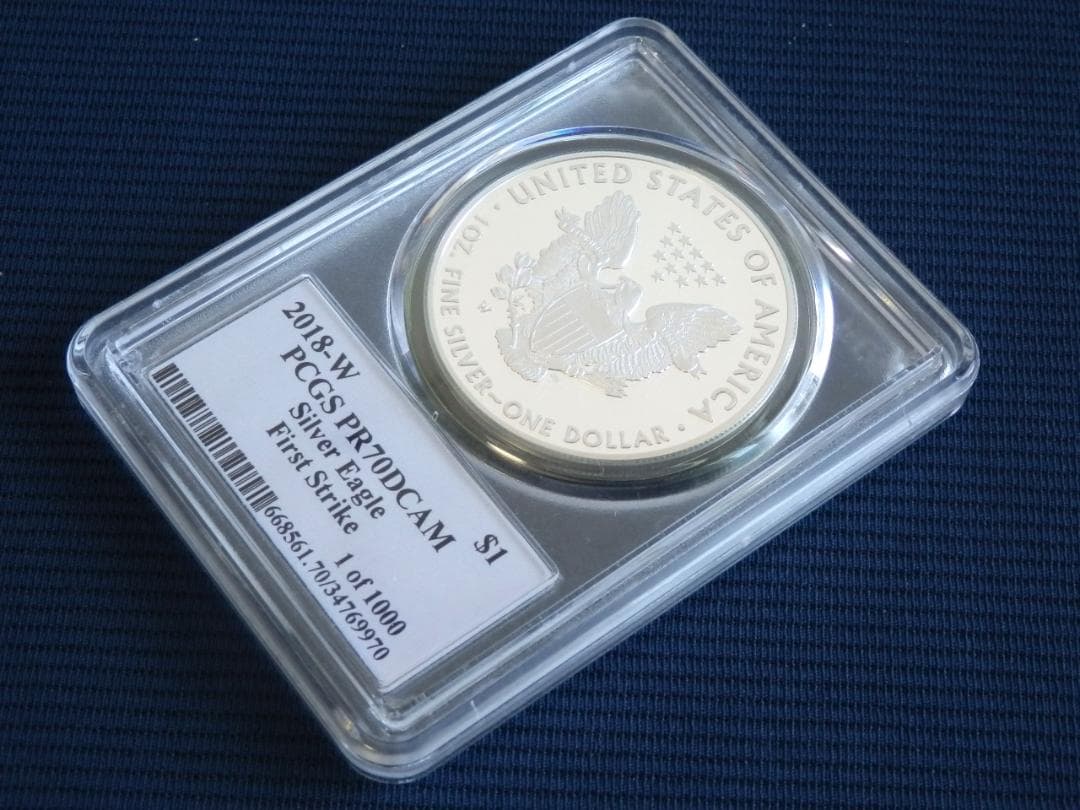 UNITED STATES OF AMERICA
• 1 OZ. FINE SILVER~ONE DOLLAR •
W
2018-W $1
PCGS PR70DCAM
Silver Eagle
First Strike 1 of 1000
668561.70/34769970